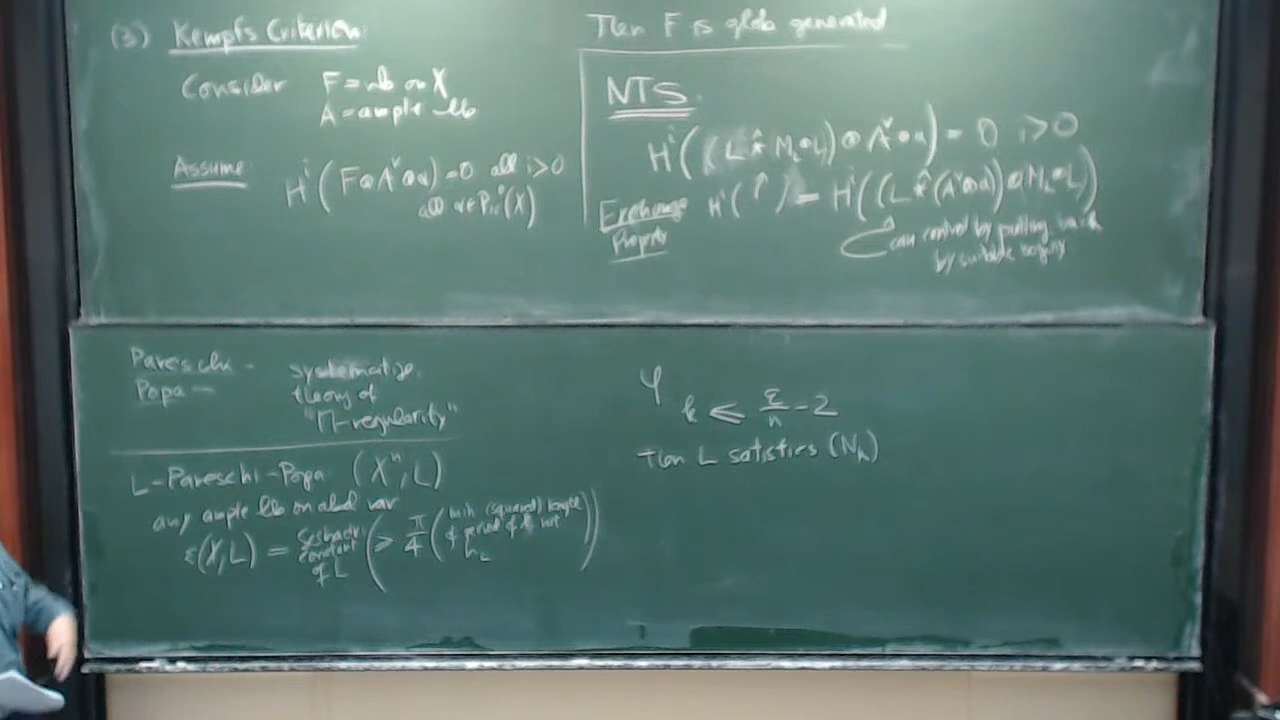 (3) Kempf's Criterion:
Consider F = vb on X
A = ample lb
Assume: H^i(F⊗A^∨⊗α) = 0 all i>0
all α∈Pic^0(X)
Then F is glob generated
NTS:
H^i((L *^ M_L⊗L)⊗A^∨⊗α) = 0 i>0
Exchange H^i(↑) = H^i((L *^ (A^∨⊗α)⊗M_L⊗L)
Property
can control by pulling back
by suitable isogeny
Pareschi - systematize
Popa - theory of
"M-regularity"
L-Pareschi-Popa (X^n, L)
any ample lb on abel var
ε(X,L) = Seshadri constant of L ( > π/4 ( min (squared) length of period of wrt h_L ))
φ
k ≤ ε/n - 2
Then L satisfies (N_k)